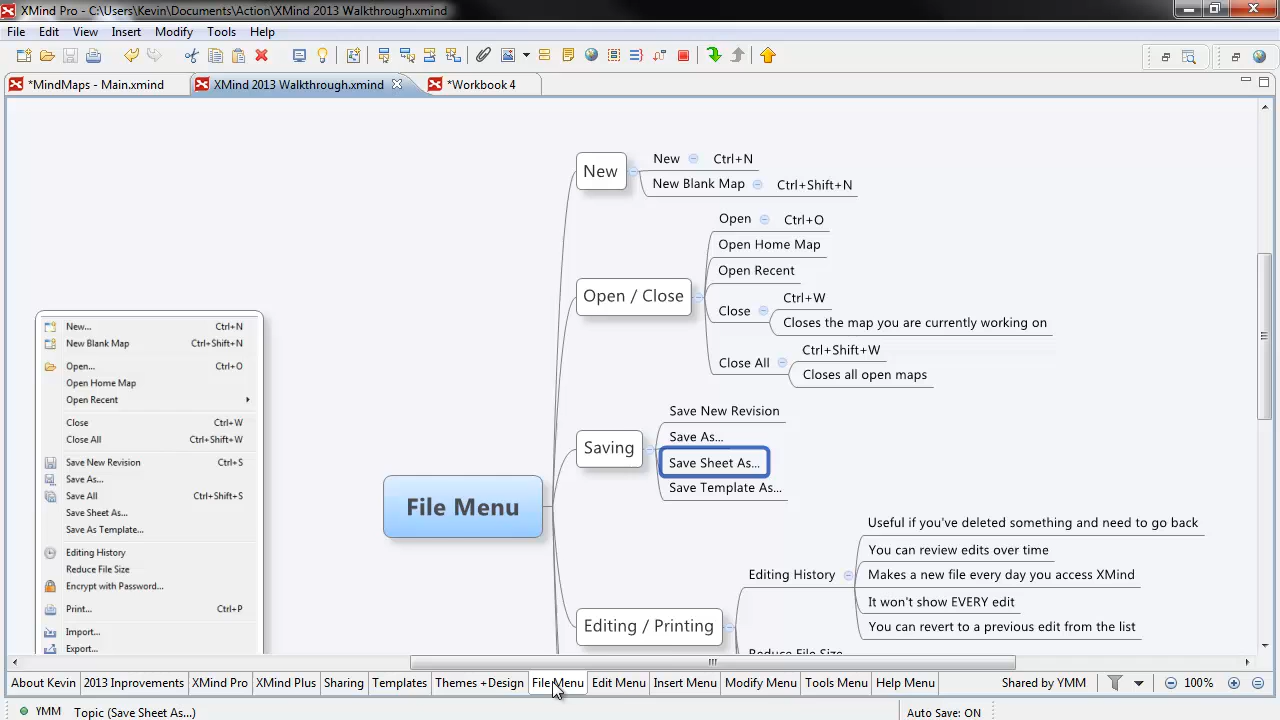 XMind Pro - C:\Users\Kevin\Documents\Action\XMind 2013 Walkthrough.xmind
File Edit View Insert Modify Tools Help
*MindMaps - Main.xmind XMind 2013 Walkthrough.xmind *Workbook 4
New... Ctrl+N
New Blank Map Ctrl+Shift+N
Open... Ctrl+O
Open Home Map
Open Recent
Close Ctrl+W
Close All Ctrl+Shift+W
Save New Revision Ctrl+S
Save As...
Save All Ctrl+Shift+S
Save Sheet As...
Save As Template...
Editing History
Reduce File Size
Encrypt with Password...
Print... Ctrl+P
Import...
Export...
File Menu
New
New Ctrl+N
New Blank Map Ctrl+Shift+N
Open / Close
Open Ctrl+O
Open Home Map
Open Recent
Close
Ctrl+W
Closes the map you are currently working on
Close All
Ctrl+Shift+W
Closes all open maps
Saving
Save New Revision
Save As...
Save Sheet As...
Save Template As...
Editing / Printing
Editing History
Useful if you've deleted something and need to go back
You can review edits over time
Makes a new file every day you access XMind
It won't show EVERY edit
You can revert to a previous edit from the list
Reduce File Size
About Kevin 2013 Inprovements XMind Pro XMind Plus Sharing Templates Themes +Design File Menu Edit Menu Insert Menu Modify Menu Tools Menu Help Menu Shared by YMM 100%
YMM Topic (Save Sheet As...) Auto Save: ON